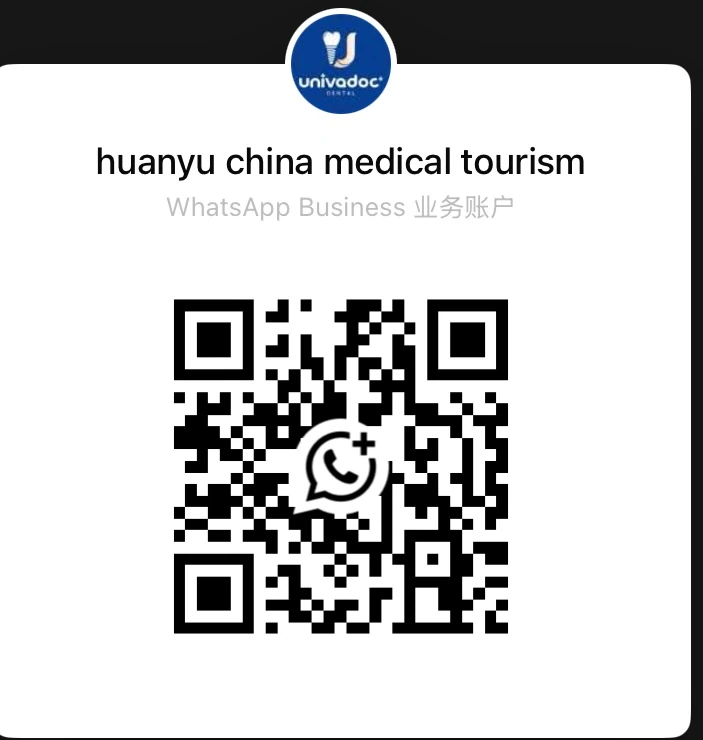 univadoc®
DENTAL
huanyu china medical tourism
WhatsApp Business 业务账户